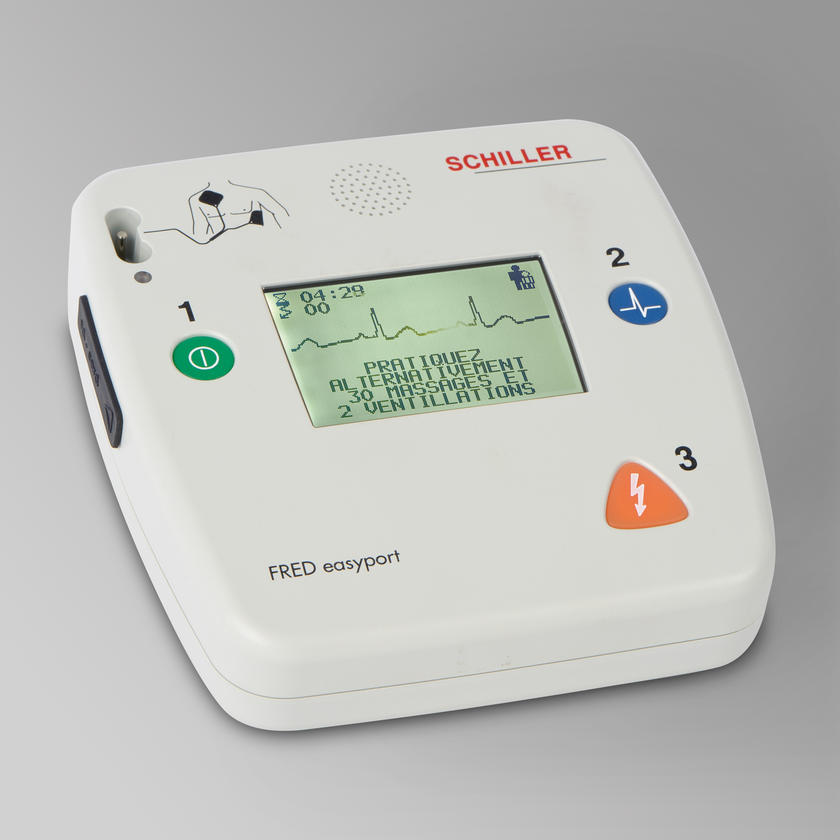 SCHILLER
2
04:28
00
1
PRATIQUEZ
ALTERNATIVEMENT
30 MASSAGES ET
2 VENTILLATIONS
3
FRED easyport